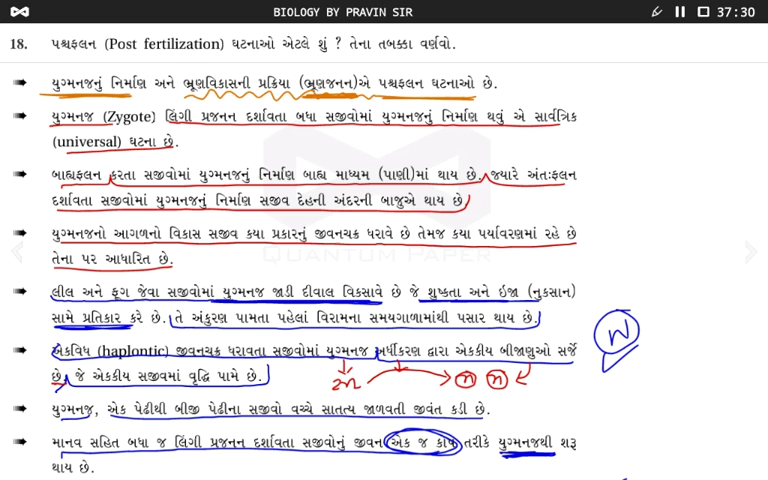 BIOLOGY BY PRAVIN SIR
37:30
18. પશ્ચફલન (Post fertilization) ઘટનાઓ એટલે શું ? તેના તબક્કા વર્ણવો.
યુગ્મનજનું નિર્માણ અને ભ્રૂણવિકાસની પ્રક્રિયા (ભ્રૂણજનન)એ પશ્ચફલન ઘટનાઓ છે.
યુગ્મનજ (Zygote) લિંગી પ્રજનન દર્શાવતા બધા સજીવોમાં યુગ્મનજનું નિર્માણ થવું એ સાર્વત્રિક
(universal) ઘટના છે.
બાહ્યફલન કરતા સજીવોમાં યુગ્મનજનું નિર્માણ બાહ્ય માધ્યમ (પાણી)માં થાય છે. જ્યારે અંતઃફલન
દર્શાવતા સજીવોમાં યુગ્મનજનું નિર્માણ સજીવ દેહની અંદરની બાજુએ થાય છે
યુગ્મનજનો આગળનો વિકાસ સજીવ કયા પ્રકારનું જીવનચક્ર ધરાવે છે તેમજ કયા પર્યાવરણમાં રહે છે
તેના પર આધારિત છે.
QUANTUM PAPER
લીલ અને ફૂગ જેવા સજીવોમાં યુગ્મનજ જાડી દીવાલ વિકસાવે છે જે શુષ્કતા અને ઇજા (નુકસાન)
સામે પ્રતિકાર કરે છે. તે અંકુરણ પામતા પહેલાં વિરામના સમયગાળામાંથી પસાર થાય છે.
એકવિધ (haplontic) જીવનચક્ર ધરાવતા સજીવોમાં યુગ્મનજ અર્ધીકરણ દ્વારા એકકીય બીજાણુઓ સર્જે
છે, જે એકકીય સજીવમાં વૃદ્ધિ પામે છે.
2n n n
યુગ્મનજ, એક પેઢીથી બીજી પેઢીના સજીવો વચ્ચે સાતત્ય જાળવતી જીવંત કડી છે.
માનવ સહિત બધા જ લિંગી પ્રજનન દર્શાવતા સજીવોનું જીવન એક જ કોષ તરીકે યુગ્મનજથી શરૂ
થાય છે.